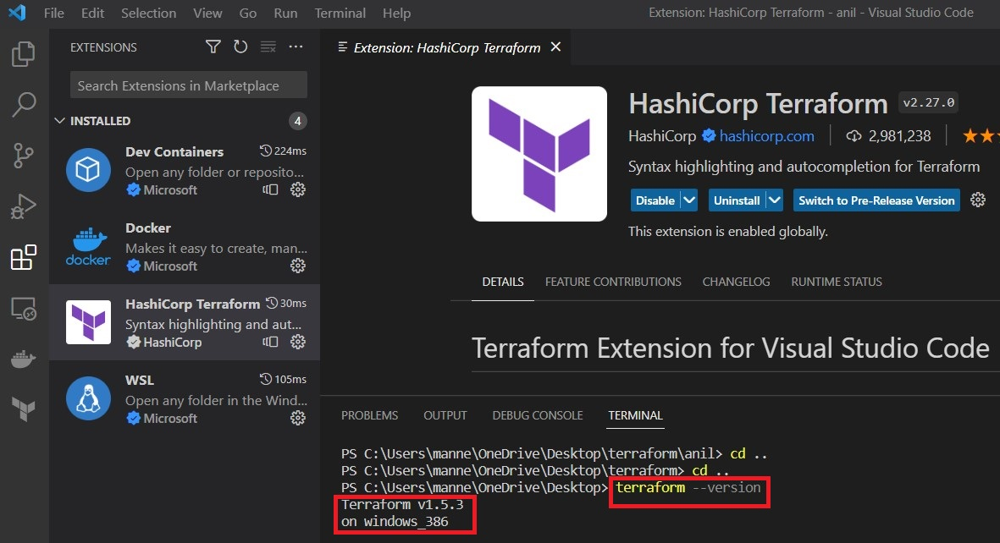 File Edit Selection View Go Run Terminal Help
Extension: HashiCorp Terraform - anil - Visual Studio Code
EXTENSIONS
Search Extensions in Marketplace
INSTALLED 4
Dev Containers 224ms
Open any folder or reposito...
Microsoft
Docker
Makes it easy to create, man...
docker
Microsoft
HashiCorp Terraform 30ms
Syntax highlighting and aut...
HashiCorp
WSL 105ms
Open any folder in the Wind...
Microsoft
Extension: HashiCorp Terraform
HashiCorp Terraform v2.27.0
HashiCorp hashicorp.com 2,981,238
Syntax highlighting and autocompletion for Terraform
Disable Uninstall Switch to Pre-Release Version
This extension is enabled globally.
DETAILS FEATURE CONTRIBUTIONS CHANGELOG RUNTIME STATUS
Terraform Extension for Visual Studio Code
PROBLEMS OUTPUT DEBUG CONSOLE TERMINAL
PS C:\Users\manne\OneDrive\Desktop\terraform\anil> cd ..
PS C:\Users\manne\OneDrive\Desktop\terraform> cd ..
PS C:\Users\manne\OneDrive\Desktop> terraform --version
Terraform v1.5.3
on windows_386